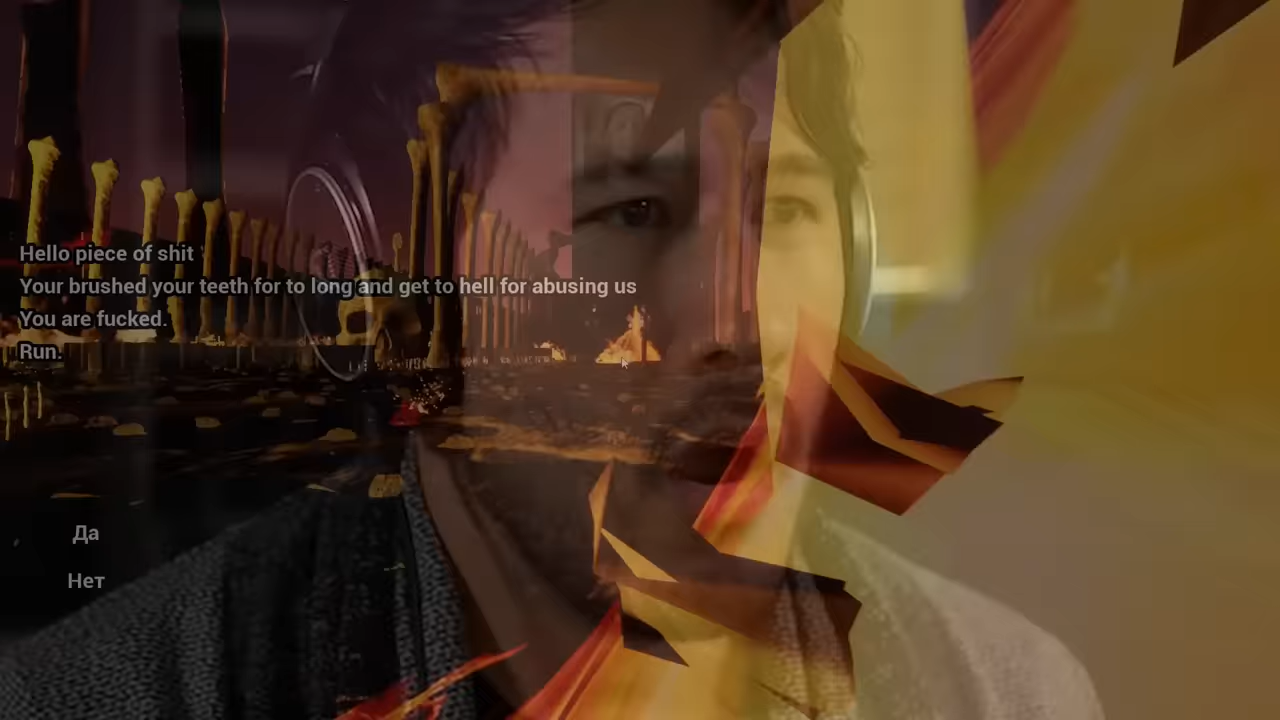 Hello piece of shit
Your brushed your teeth for to long and get to hell for abusing us
You are fucked.
Run.
Да
Нет